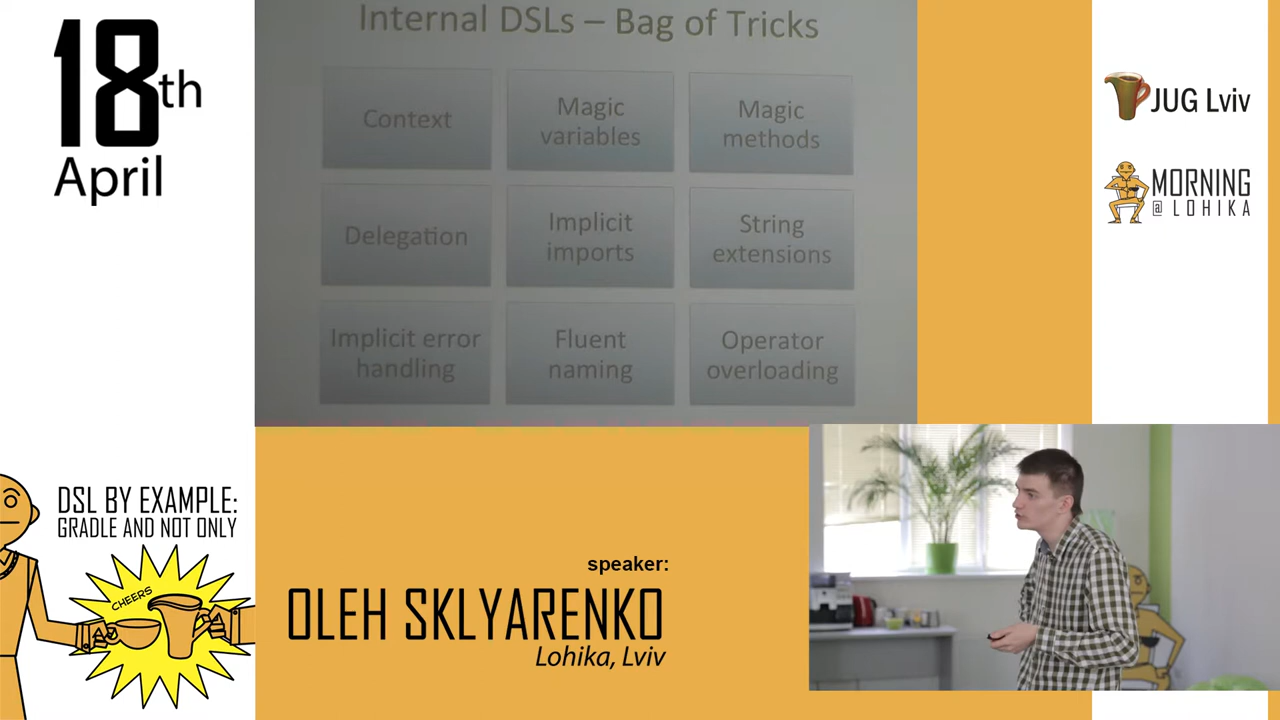 18th
April
Internal DSLs – Bag of Tricks
Context
Magic
variables
Magic
methods
Delegation
Implicit
imports
String
extensions
Implicit error
handling
Fluent
naming
Operator
overloading
JUG Lviv
MORNING
@ LOHIKA
DSL BY EXAMPLE:
GRADLE AND NOT ONLY
CHEERS
speaker:
OLEH SKLYARENKO
Lohika, Lviv